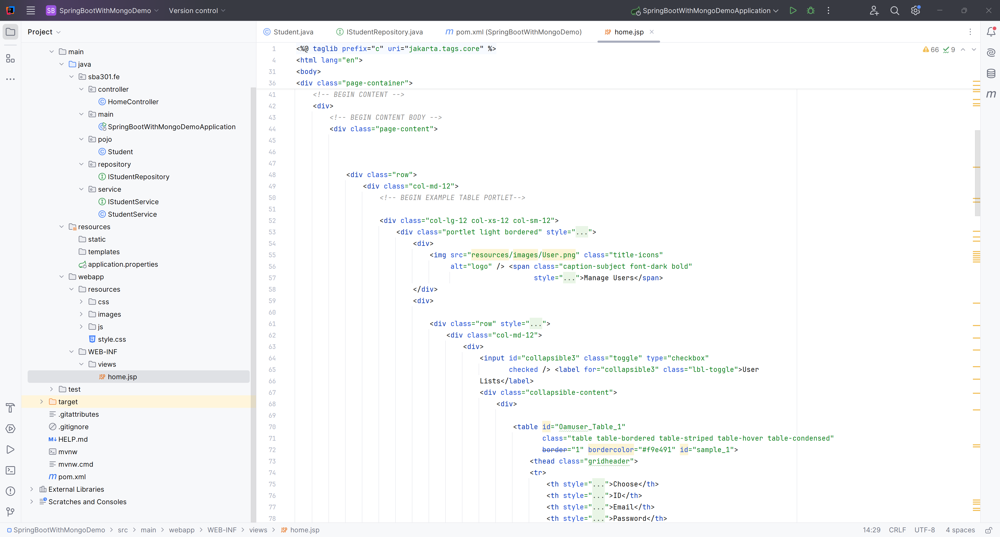 SB SpringBootWithMongoDemo Version control SpringBootWithMongoDemoApplication
Project
main
java
sba301.fe
controller
HomeController
main
SpringBootWithMongoDemoApplication
pojo
Student
repository
IStudentRepository
service
IStudentService
StudentService
resources
static
templates
application.properties
webapp
resources
css
images
js
style.css
WEB-INF
views
JSP home.jsp
test
target
.gitattributes
.gitignore
M↓ HELP.md
mvnw
mvnw.cmd
m pom.xml
External Libraries
Scratches and Consoles
Student.java IStudentRepository.java m pom.xml (SpringBootWithMongoDemo) JSP home.jsp
66 9
1 <%@ taglib prefix="c" uri="jakarta.tags.core" %>
4 <html lang="en">
31 <body>
36 <div class="page-container">
41 <!-- BEGIN CONTENT -->
42 <div>
43 <!-- BEGIN CONTENT BODY -->
44 <div class="page-content">
45
46
47
48 <div class="row">
49 <div class="col-md-12">
50 <!-- BEGIN EXAMPLE TABLE PORTLET-->
51
52 <div class="col-lg-12 col-xs-12 col-sm-12">
53 <div class="portlet light bordered" style="...">
54 <div>
55 <img src="resources/images/User.png" class="title-icons"
56 alt="logo" /> <span class="caption-subject font-dark bold"
57 style="...">Manage Users</span>
58 </div>
59 <div>
60
61 <div class="row" style="...">
62 <div class="col-md-12">
63 <div>
64 <input id="collapsible3" class="toggle" type="checkbox"
65 checked /> <label for="collapsible3" class="lbl-toggle">User
66 Lists</label>
67 <div class="collapsible-content">
68 <div>
69
70 <table id="Oamuser_Table_1"
71 class="table table-bordered table-striped table-hover table-condensed"
72 border="1" bordercolor="#f9e491" id="sample_1">
73 <thead class="gridheader">
74 <tr>
75 <th style="...">Choose</th>
76 <th style="...">ID</th>
77 <th style="...">Email</th>
78 <th style="...">Password</th>
m
SpringBootWithMongoDemo > src > main > webapp > WEB-INF > views > JSP home.jsp
14:29 CRLF UTF-8 4 spaces